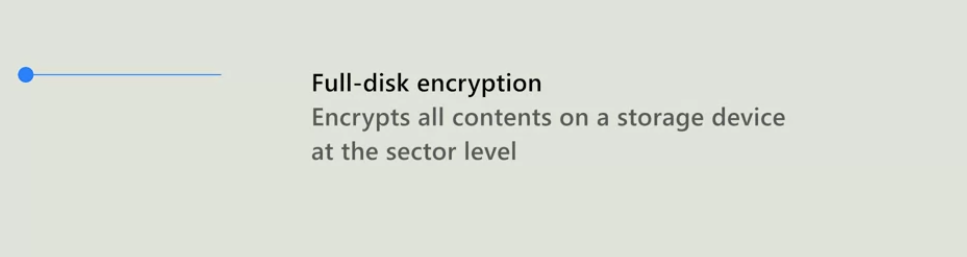 Full-disk encryption
Encrypts all contents on a storage device
at the sector level